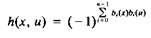 h(x, u) = (-1)^{\sum_{i=0}^{n-1} b_i(x) b_i(u)}